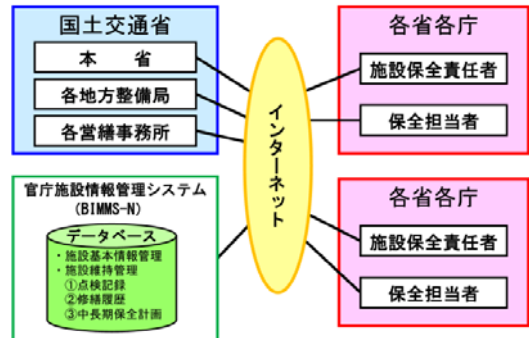 国土交通省
本 省
各地方整備局
各営繕事務所
官庁施設情報管理システム
(BIMMS-N)
データベース
・施設基本情報管理
・施設維持管理
①点検記録
②修繕履歴
③中長期保全計画
インターネット
各省各庁
施設保全責任者
保全担当者
各省各庁
施設保全責任者
保全担当者